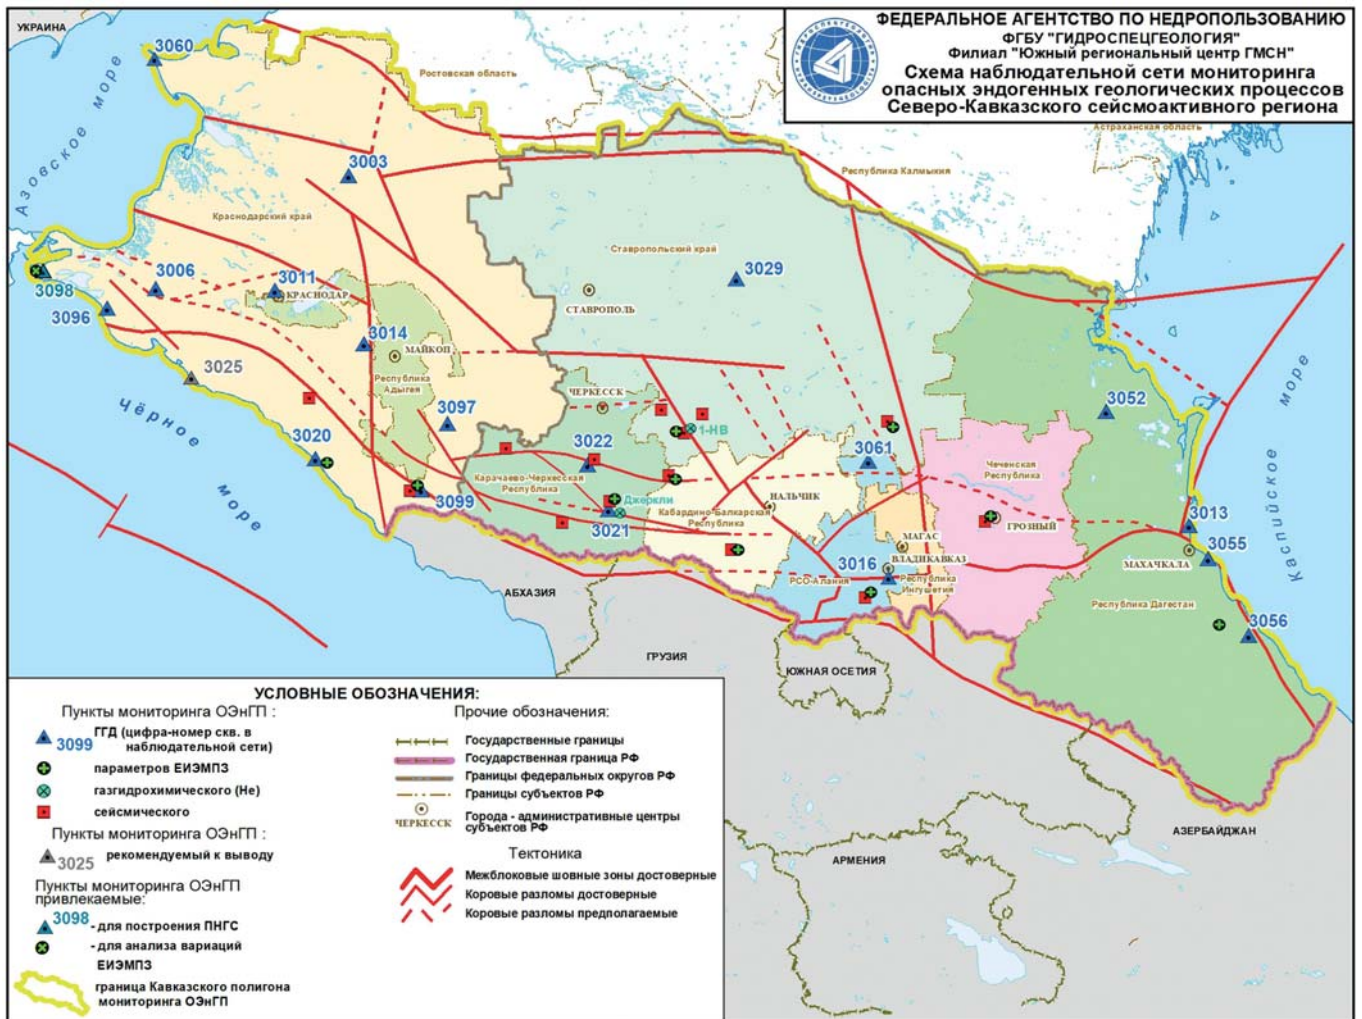 УКРАИНА
ФЕДЕРАЛЬНОЕ АГЕНТСТВО ПО НЕДРОПОЛЬЗОВАНИЮ
ФГБУ "ГИДРОСПЕЦГЕОЛОГИЯ"
Филиал "Южный региональный центр ГМСН"
Схема наблюдательной сети мониторинга
опасных эндогенных геологических процессов
Северо-Кавказского сейсмоактивного региона
3060
Ростовская область
Астраханская область
Азовское море
3003
Республика Калмыкия
Краснодарский край
Ставропольский край
3098
3006
3011
КРАСНОДАР
3029
3096
СТАВРОПОЛЬ
3014
МАЙКОП
Республика
Адыгея
3025
ЧЕРКЕССК
Чёрное море
Каспийское море
3097
3052
1-НВ
3020
3022
3061
Карачаево-Черкесская
Республика
Чеченская
Республика
3099
Джеркли
3021
НАЛЬЧИК
Кабардино-Балкарская
Республика
ГРОЗНЫЙ
3013
МАГАС
ВЛАДИКАВКАЗ
3016
РСО-Алания
Республика
Ингушетия
3055
МАХАЧКАЛА
АБХАЗИЯ
Республика Дагестан
3056
ГРУЗИЯ
ЮЖНАЯ ОСЕТИЯ
АЗЕРБАЙДЖАН
АРМЕНИЯ
УСЛОВНЫЕ ОБОЗНАЧЕНИЯ:
Пункты мониторинга ОЭнГП :
3099 ГГД (цифра-номер скв. в
наблюдательной сети)
параметров ЕИЭМПЗ
газгидрохимического (Не)
сейсмического
Пункты мониторинга ОЭнГП :
3025 рекомендуемый к выводу
Пункты мониторинга ОЭнГП
привлекаемые:
3098 - для построения ПНГС
- для анализа вариаций
ЕИЭМПЗ
граница Кавказского полигона
мониторинга ОЭнГП
Прочие обозначения:
Государственные границы
Государственная граница РФ
Границы федеральных округов РФ
Границы субъектов РФ
ЧЕРКЕССК Города - административные центры
субъектов РФ
Тектоника
Межблоковые шовные зоны достоверные
Коровые разломы достоверные
Коровые разломы предполагаемые